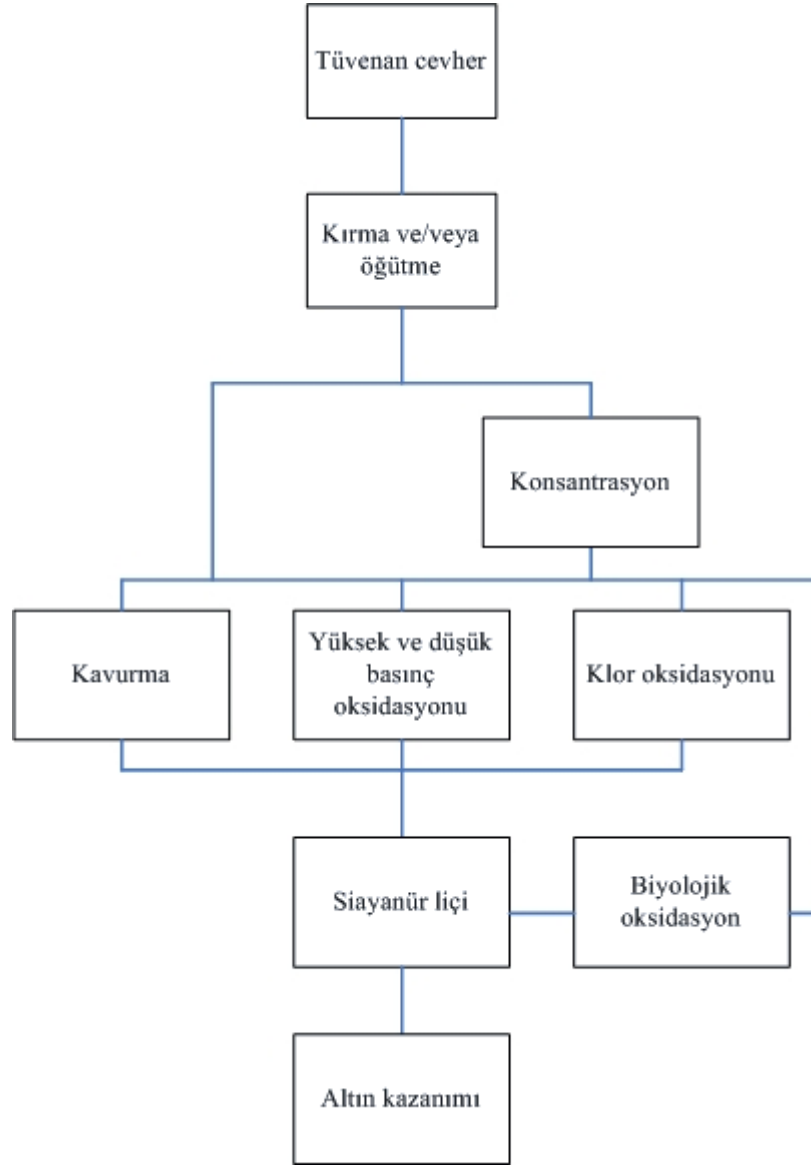 Tüvenan cevher
Kırma ve/veya
öğütme
Konsantrasyon
Kavurma
Yüksek ve düşük
basınç
oksidasyonu
Klor oksidasyonu
Siayanür liçi
Biyolojik
oksidasyon
Altın kazanımı